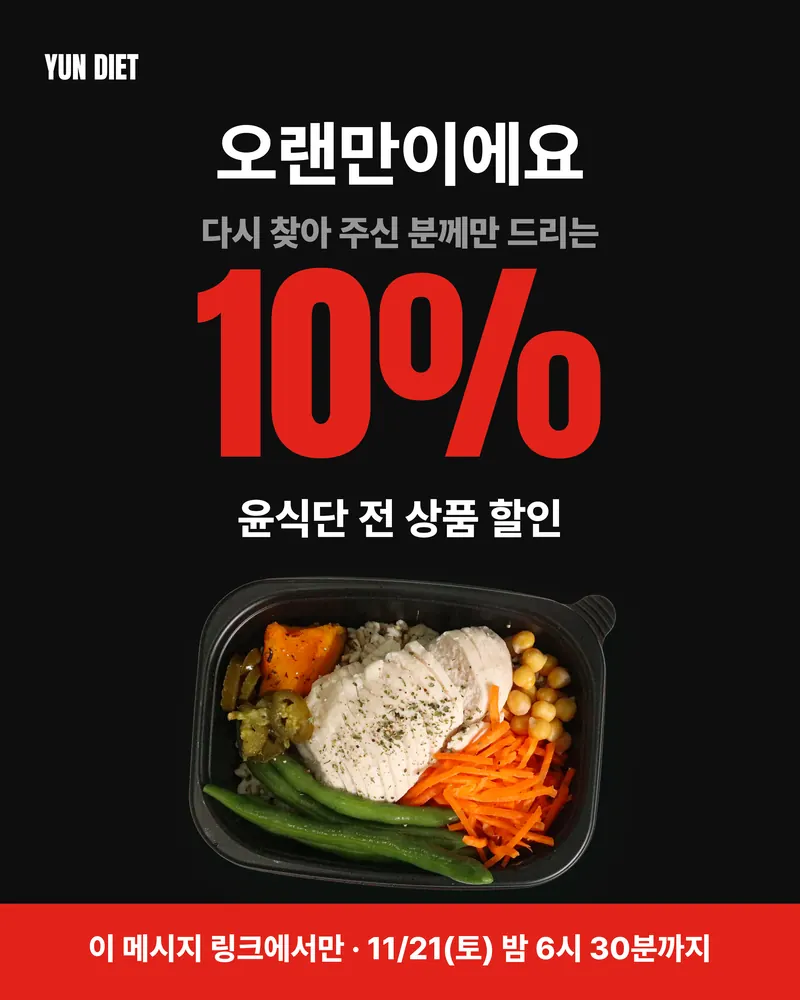 YUN DIET
오랜만이에요
다시 찾아 주신 분께만 드리는
10%
윤식단 전 상품 할인
이 메시지 링크에서만 · 11/21(토) 밤 6시 30분까지